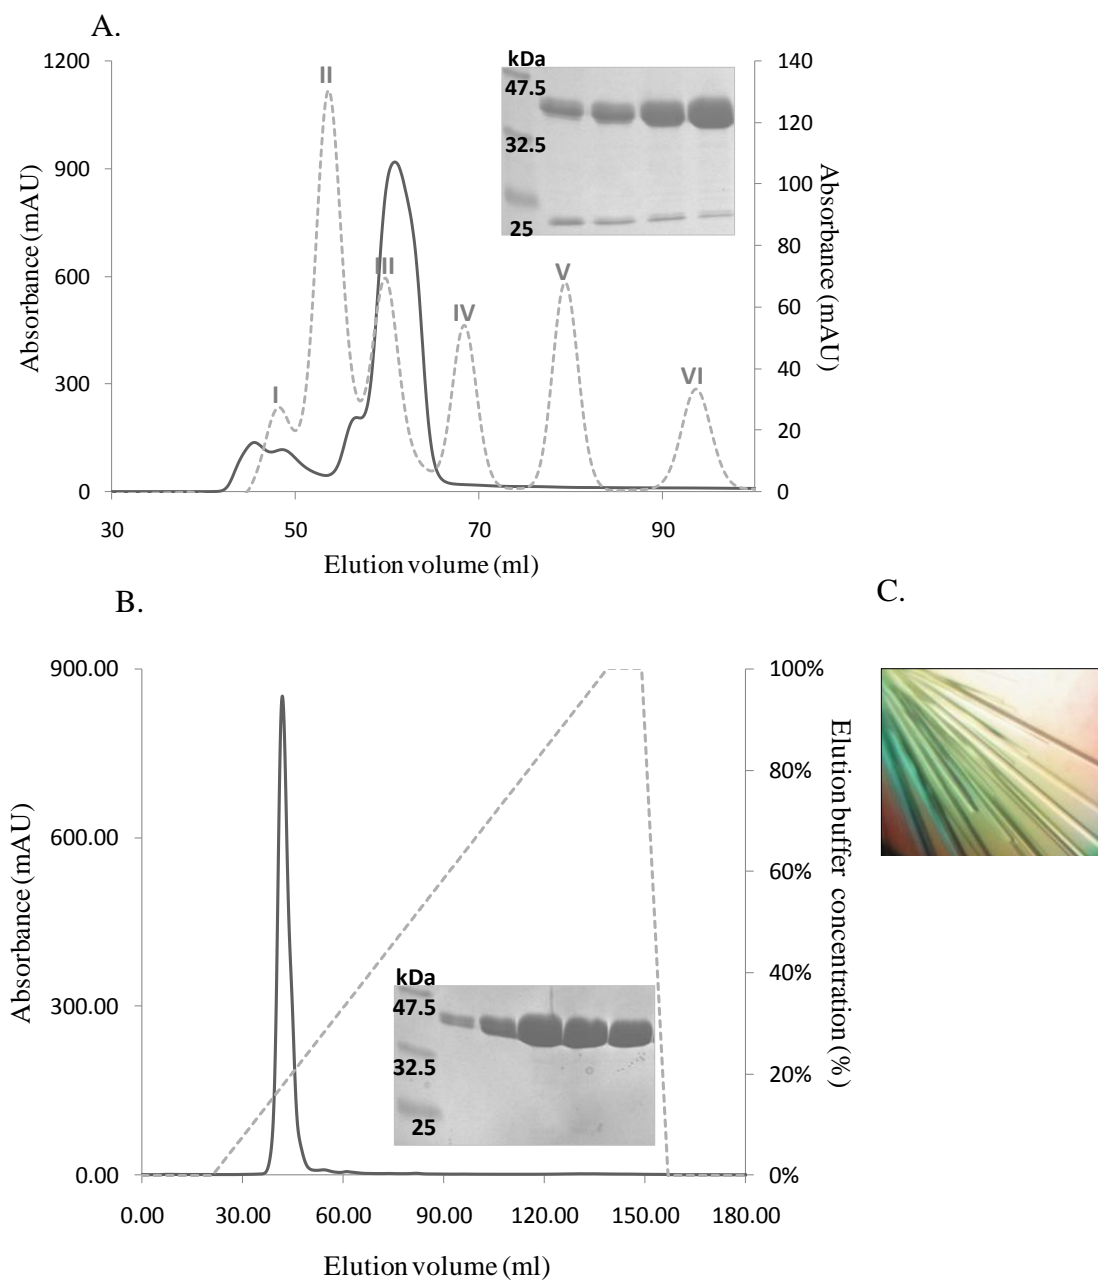 A.
1200
900
600
300
0
Absorbance (mAU)
30
50
70
90
Elution volume (ml)
140
120
100
80
60
40
20
0
Absorbance (mAU)
I
II
III
IV
V
VI
kDa
47.5
32.5
25
B.
900.00
600.00
300.00
0.00
Absorbance (mAU)
0.00
30.00
60.00
90.00
120.00
150.00
180.00
Elution volume (ml)
100%
80%
60%
40%
20%
0%
Elution buffer concentration (%)
kDa
47.5
32.5
25
C.